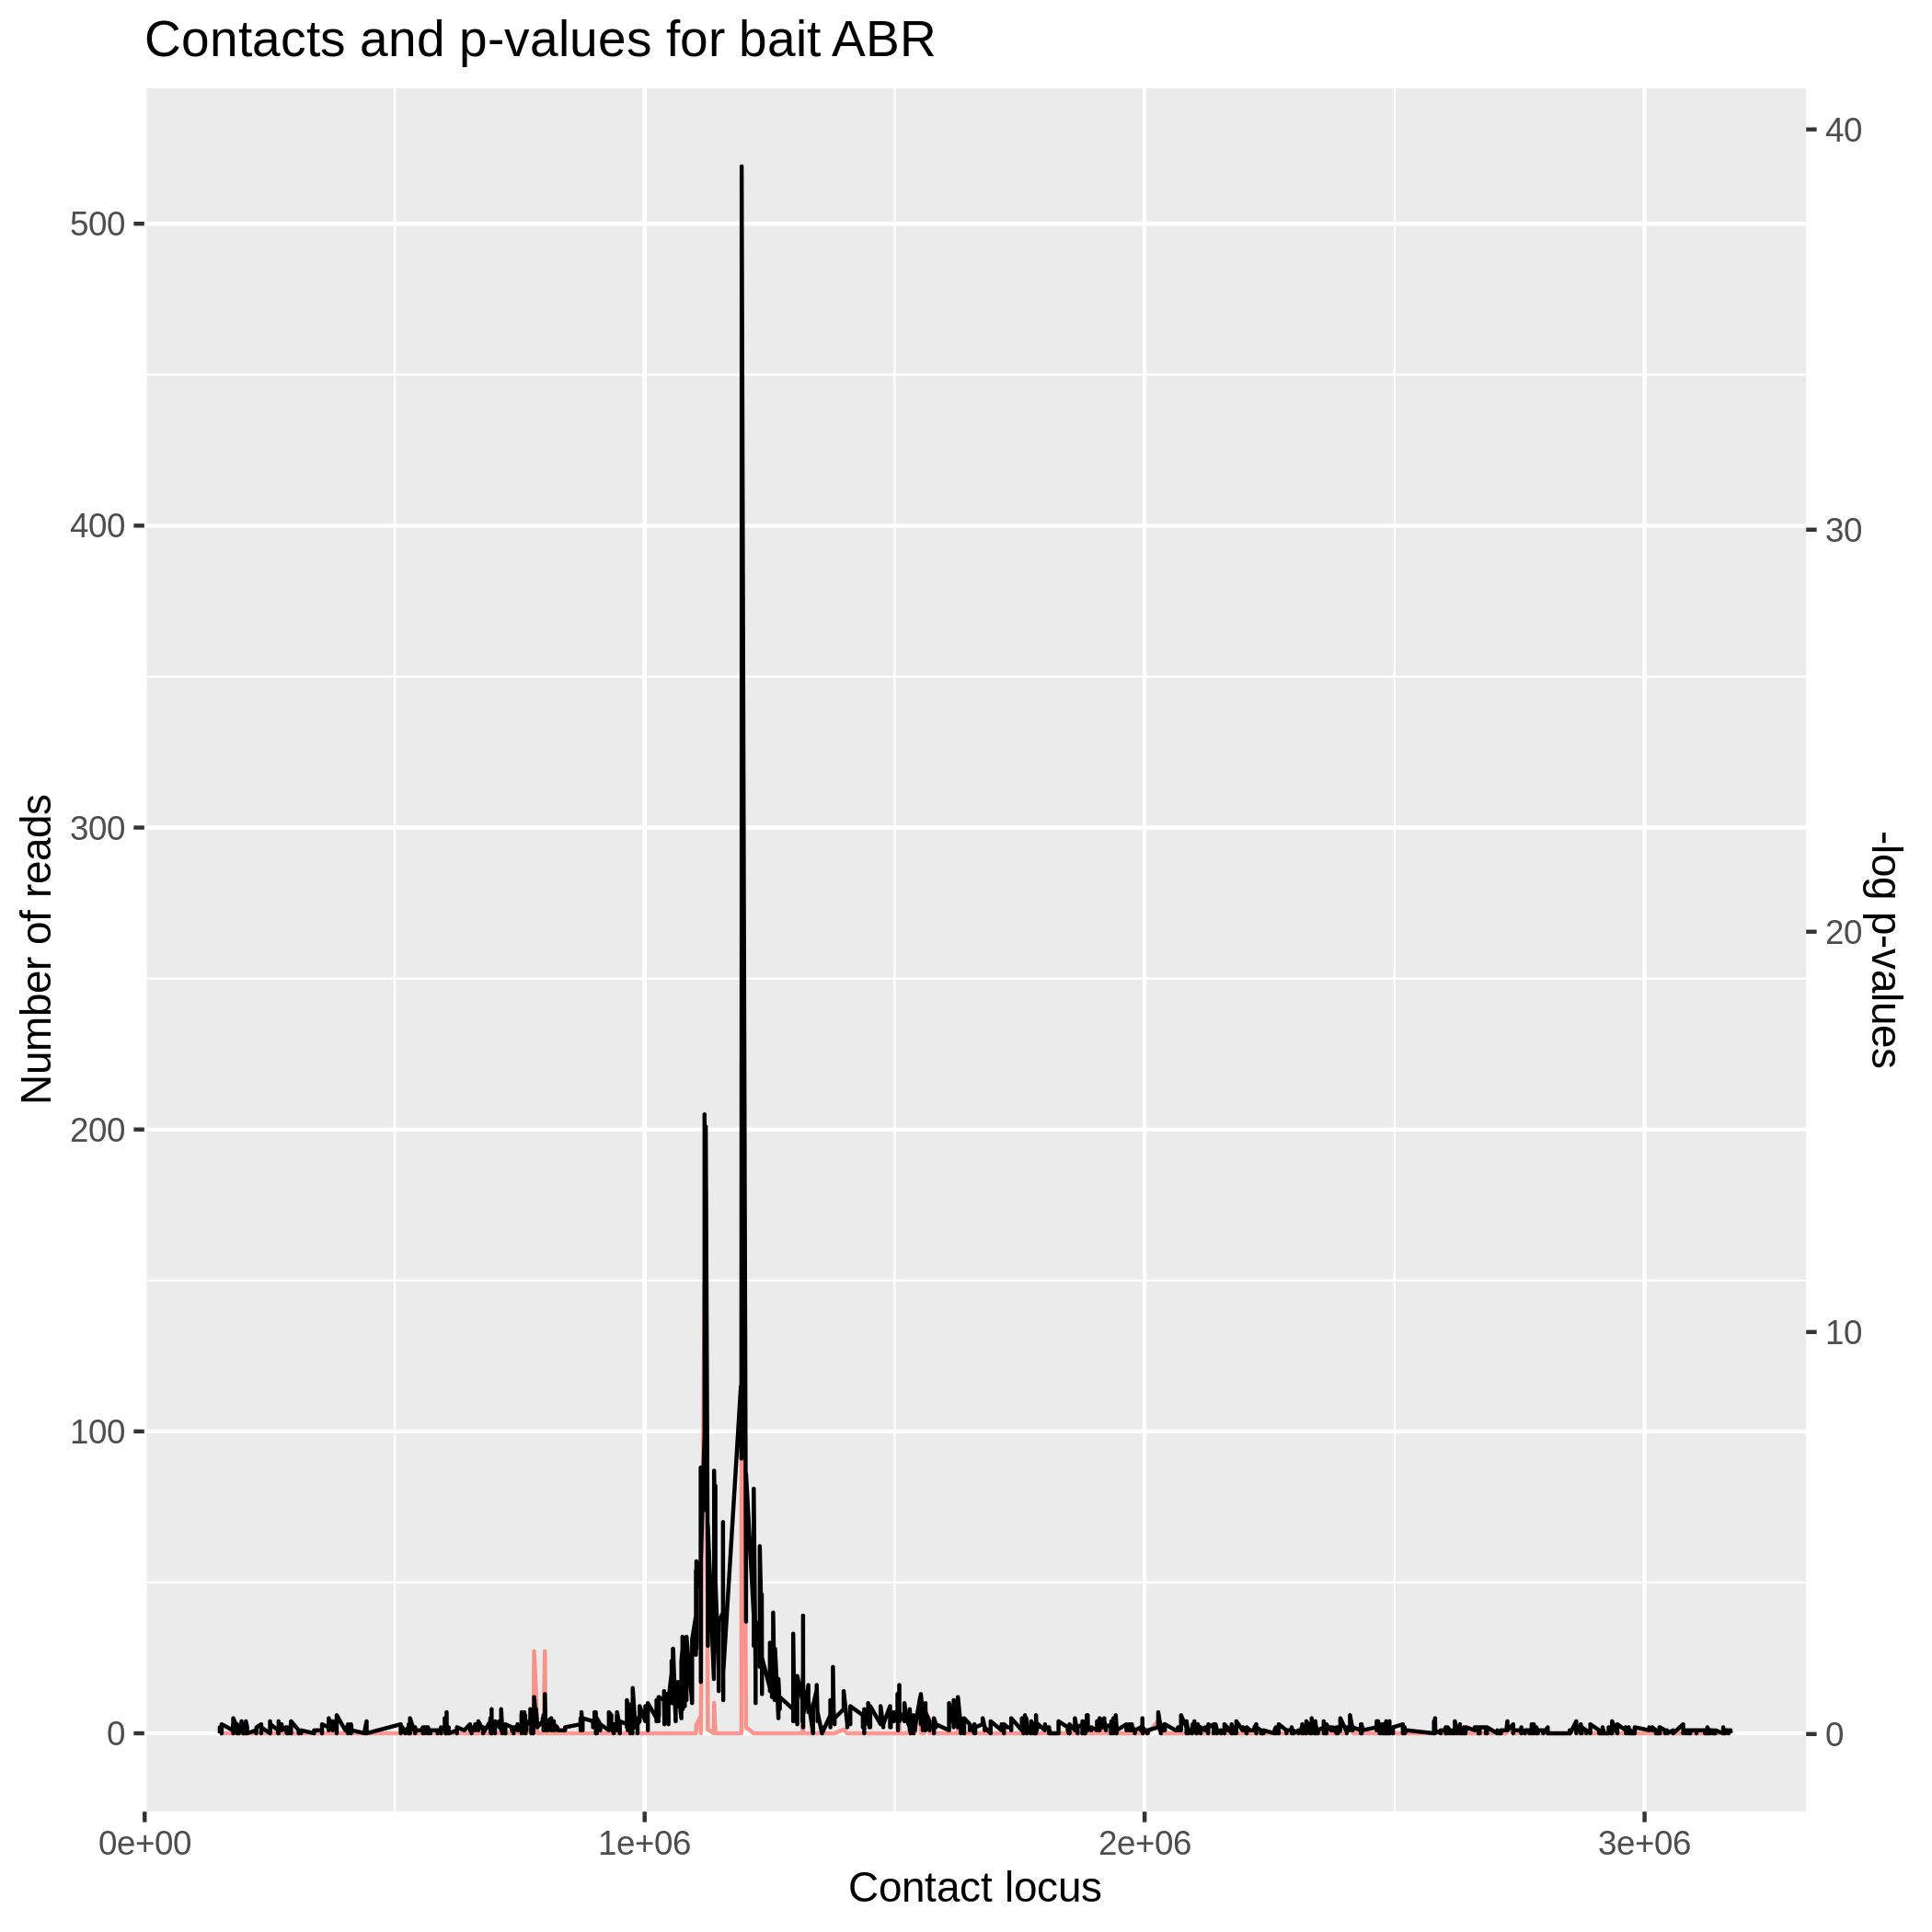 Contacts and p-values for bait ABR
Number of reads
500
400
300
200
100
0
40
30
20
10
0
-log p-values
0e+00 1e+06 2e+06 3e+06
Contact locus